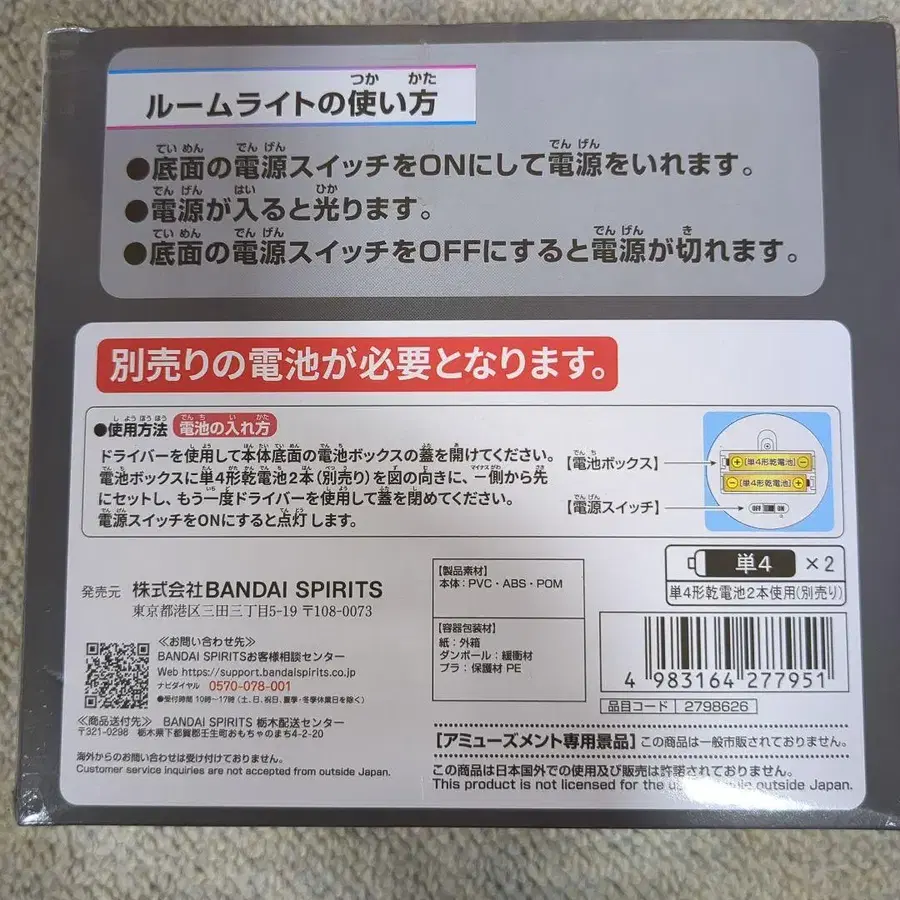 ルームライトの使い方
●底面の電源スイッチをONにして電源をいれます。
●電源が入ると光ります。
●底面の電源スイッチをOFFにすると電源が切れます。
別売りの電池が必要となります。
●使用方法 電池の入れ方
ドライバーを使用して本体底面の電池ボックスの蓋を開けてください。
電池ボックスに単4形乾電池2本(別売り)を図の向きに、−側から先
にセットし、もう一度ドライバーを使用して蓋を閉めてください。
電源スイッチをONにすると点灯します。
【電池ボックス】
【電源スイッチ】
+【単4形乾電池】−
−【単4形乾電池】+
OFF ON
単4 ×2
単4形乾電池2本使用(別売り)
発売元 株式会社BANDAI SPIRITS
東京都港区三田三丁目5-19 〒108-0073
≪お問い合わせ先≫
BANDAI SPIRITSお客様相談センター
Web https://support.bandaispirits.co.jp
ナビダイヤル 0570-078-001
●受付時間 10時〜17時(土、日、祝日、夏季・冬季休業日を除く)
≪商品送付先≫ BANDAI SPIRITS 栃木配送センター
〒321-0298 栃木県下都賀郡壬生町おもちゃのまち4-2-20
海外からのお問い合わせは受け付けておりません。
Customer service inquiries are not accepted from outside Japan.
【製品素材】
本体:PVC・ABS・POM
【容器包装材】
紙:外箱
ダンボール:緩衝材
プラ:保護材 PE
4 983164 277951
品目コード 2798626
【アミューズメント専用景品】この商品は一般市販されておりません。
この商品は日本国外での使用及び販売は許諾されておりません。
This product is not licensed for the outside Japan.